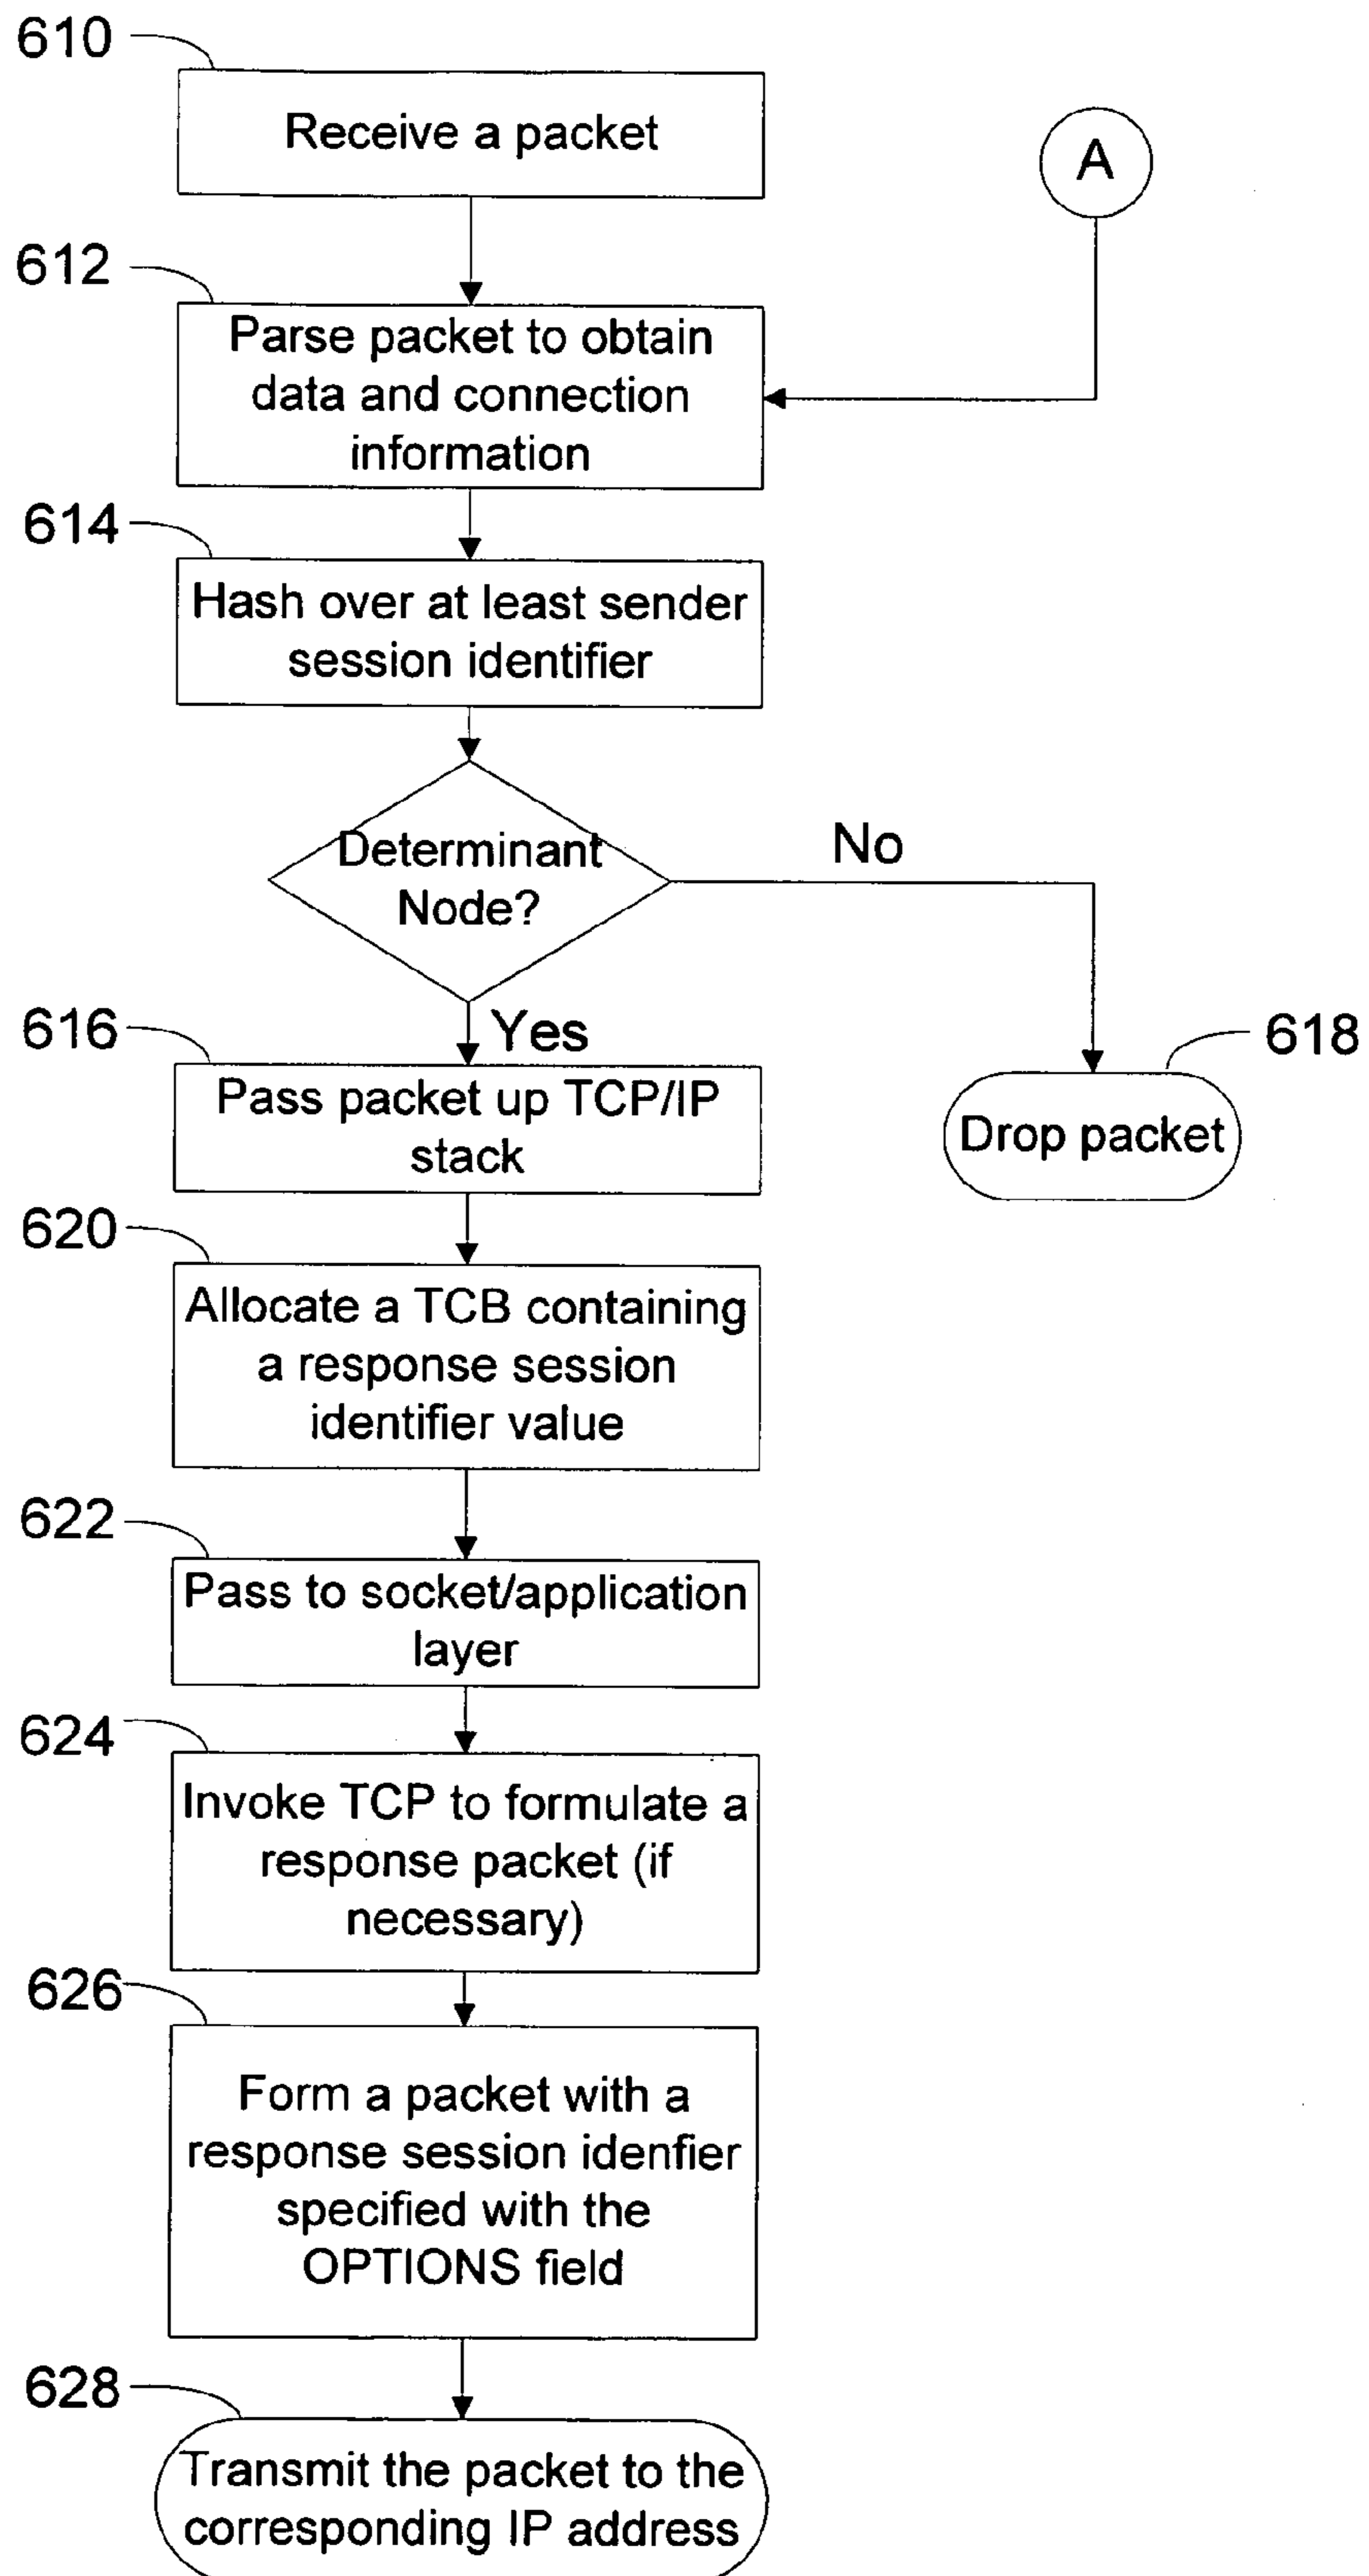 610
Receive a packet
A
612
Parse packet to obtain
data and connection
information
614
Hash over at least sender
session identifier
Determinant
Node?
No
Yes
616
Pass packet up TCP/IP
stack
618
Drop packet
620
Allocate a TCB containing
a response session
identifier value
622
Pass to socket/application
layer
624
Invoke TCP to formulate a
response packet (if
necessary)
626
Form a packet with a
response session idenfier
specified with the
OPTIONS field
628
Transmit the packet to the
corresponding IP address